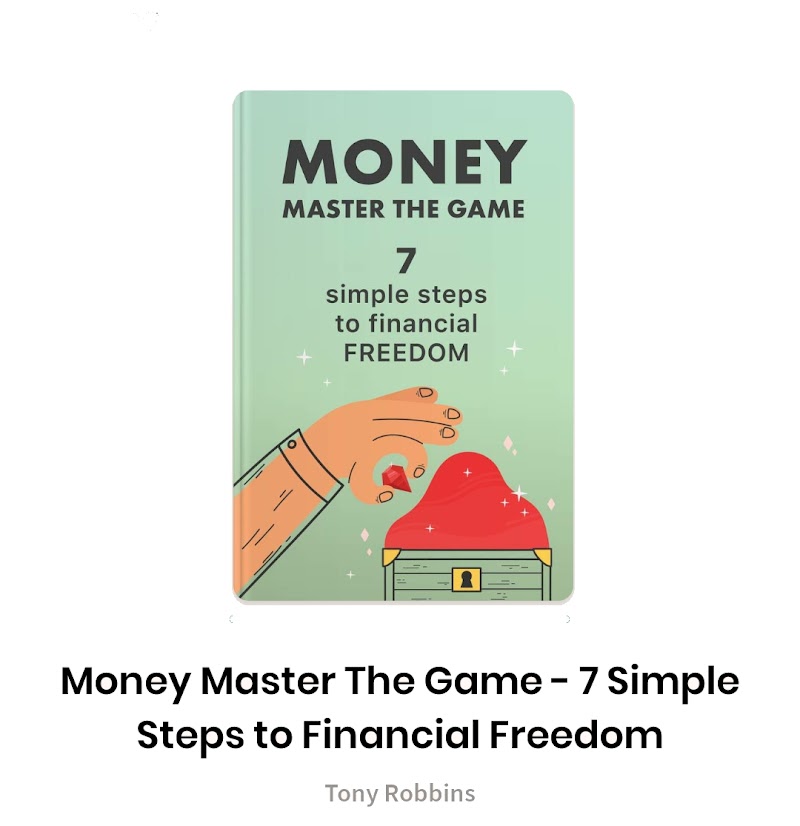 MONEY
MASTER THE GAME
7
simple steps
to financial
FREEDOM
Money Master The Game - 7 Simple
Steps to Financial Freedom
Tony Robbins